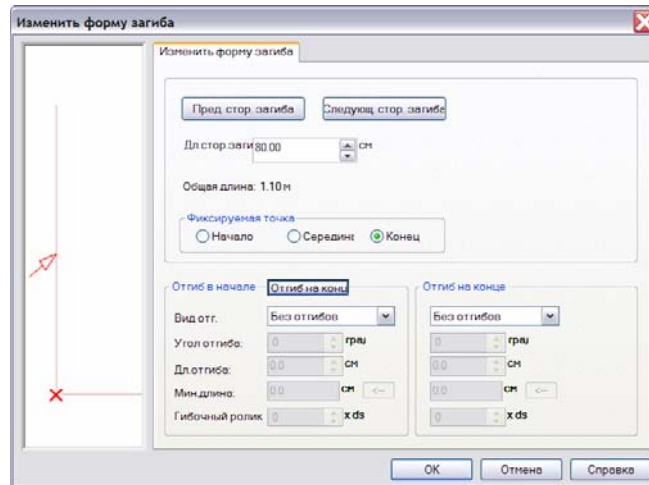 Изменить форму загиба
Изменить форму загиба
Пред. стор. загиба Следующ. стор. загиба
Дл.стор.заги 80.00 см
Общая длина: 1.10 м
Фиксируемая точка
Начало Середине Конец
Отгиб в начале Отгиб на конц Отгиб на конце
Вид отг. Без отгибов Без отгибов
Угол отгиба: 0 граı 0 граı
Дл.отгиба: 0.0 см 0.0 см
Мин.длина: 0.0 см <-- 0.0 см <--
Гибочный ролик 0 x ds 0 x ds
OK Отмена Справка